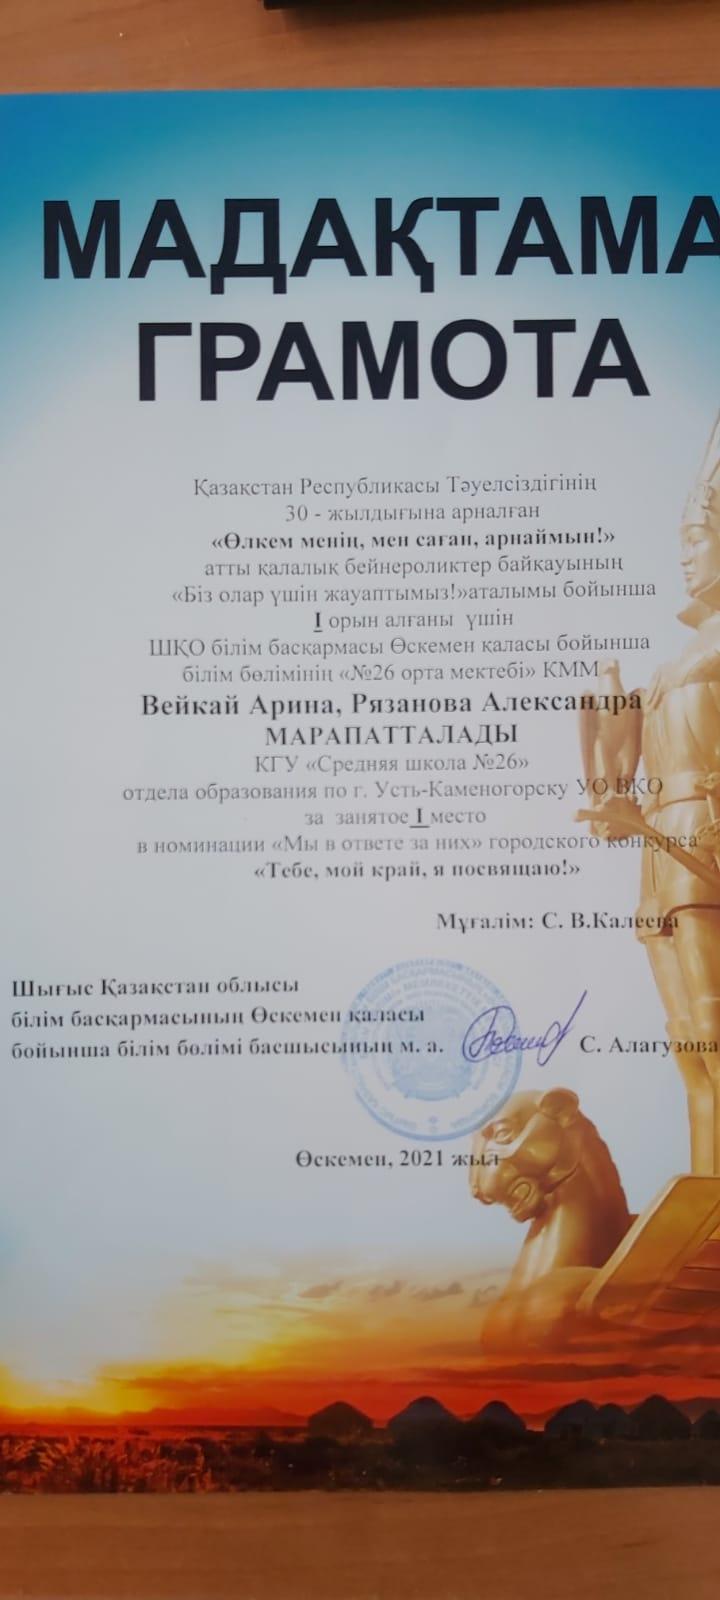 МАДАҚТАМА
ГРАМОТА
Қазақстан Республикасы Тәуелсіздігінің
30 - жылдығына арналған
«Өлкем менің, мен саған, арнаймын!»
атты қалалық бейнероликтер байқауының
«Біз олар үшін жауаптымыз!»аталымы бойынша
I орын алғаны үшін
ШҚО білім басқармасы Өскемен қаласы бойынша
білім бөлімінің «№26 орта мектебі» КММ
Вейкай Арина, Рязанова Александра
МАРАПАТТАЛАДЫ
КГУ «Средняя школа №26»
отдела образования по г. Усть-Каменогорску УО ВКО
за занятое I место
в номинации «Мы в ответе за них» городского конкурса
«Тебе, мой край, я посвящаю!»
Мұғалім: С. В.Калеева
Шығыс Қазақстан облысы
білім басқармасының Өскемен қаласы
бойынша білім бөлімі басшысының м. а.
С. Алагузова
Өскемен, 2021 жыл